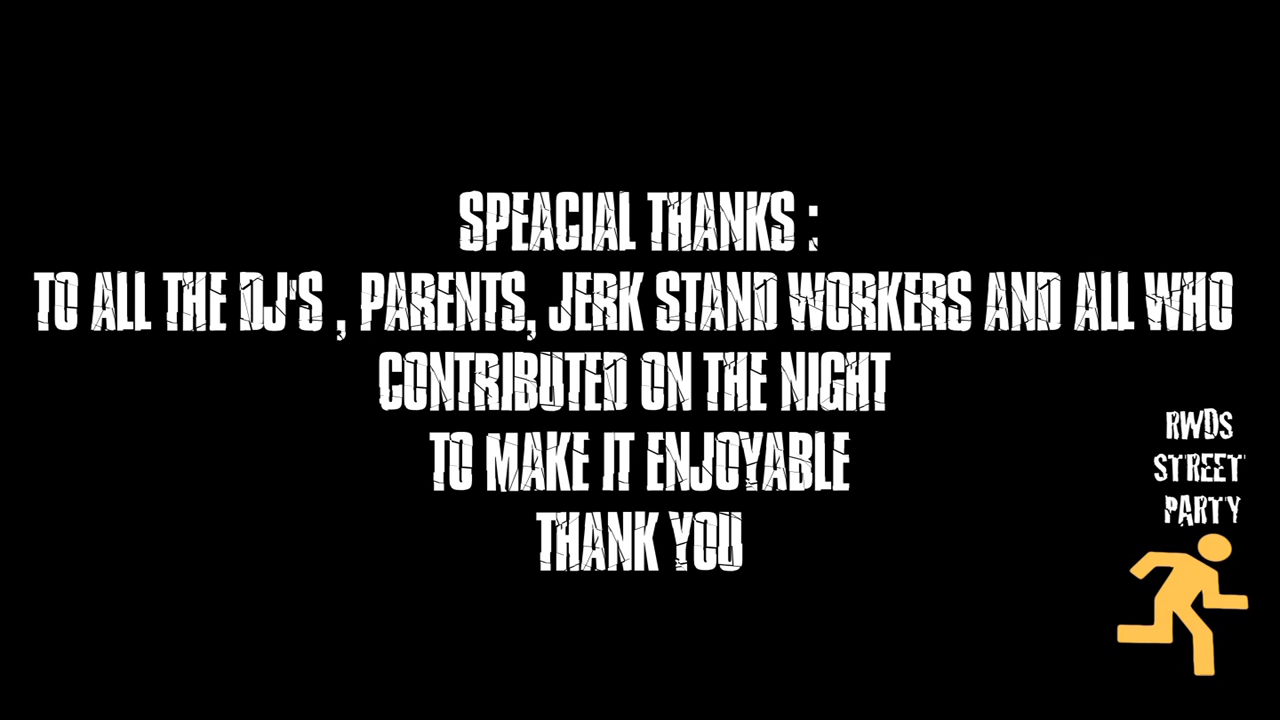 SPEACIAL THANKS :
TO ALL THE DJ'S , PARENTS, JERK STAND WORKERS AND ALL WHO
CONTRIBUTED ON THE NIGHT
TO MAKE IT ENJOYABLE
THANK YOU
RWDS
STREET
PARTY